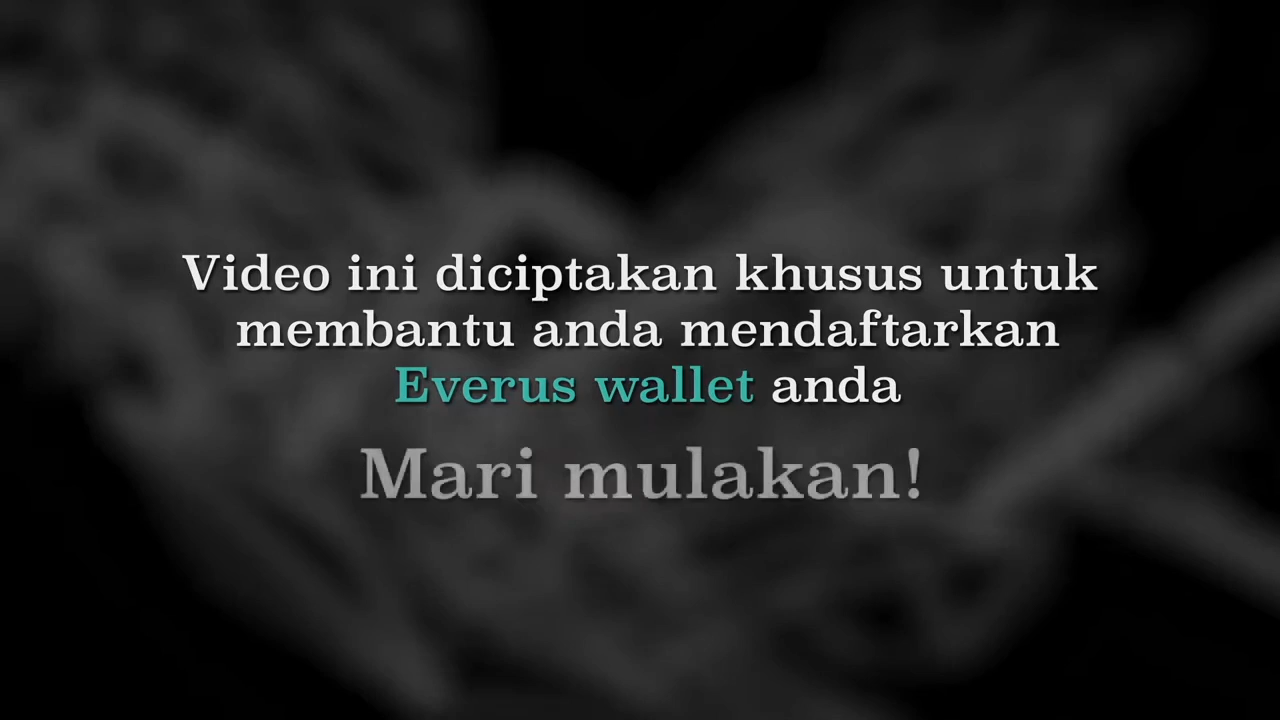 Video ini diciptakan khusus untuk
membantu anda mendaftarkan
Everus wallet anda
Mari mulakan!